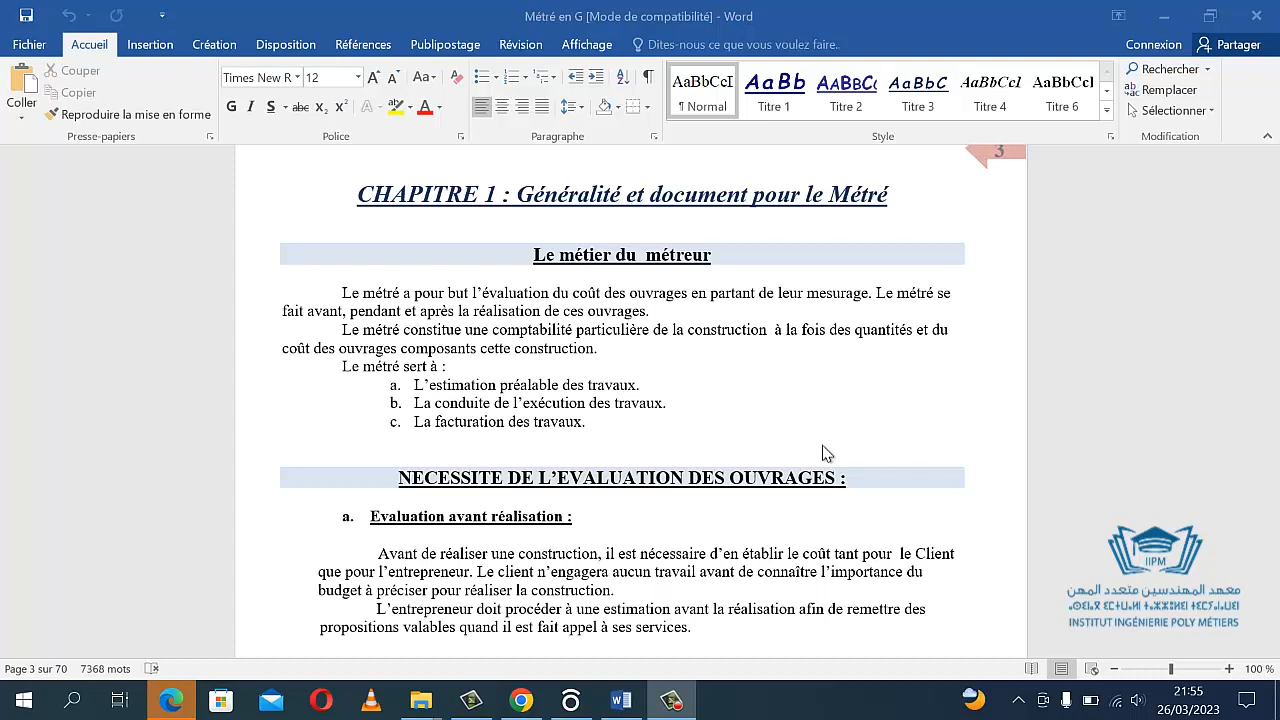 Métré en G [Mode de compatibilité] - Word
Fichier Accueil Insertion Création Disposition Références Publipostage Révision Affichage Dites-nous ce que vous voulez faire.. Connexion Partager
Coller
Couper
Copier
Reproduire la mise en forme
Presse-papiers
Times New R 12
G I S abc X₂ X²
Police
Paragraphe
AaBbCcI AaBb AaBbCc AaBbC AaBbCcI AaBbCcl
¶ Normal Titre 1 Titre 2 Titre 3 Titre 4 Titre 6
Style
Rechercher
Remplacer
Sélectionner
Modification
3
CHAPITRE 1 : Généralité et document pour le Métré
Le métier du métreur
Le métré a pour but l’évaluation du coût des ouvrages en partant de leur mesurage. Le métré se
fait avant, pendant et après la réalisation de ces ouvrages.
Le métré constitue une comptabilité particulière de la construction à la fois des quantités et du
coût des ouvrages composants cette construction.
Le métré sert à :
a. L’estimation préalable des travaux.
b. La conduite de l’exécution des travaux.
c. La facturation des travaux.
NECESSITE DE L’EVALUATION DES OUVRAGES :
a. Evaluation avant réalisation :
Avant de réaliser une construction, il est nécessaire d’en établir le coût tant pour le Client
que pour l’entrepreneur. Le client n’engagera aucun travail avant de connaître l’importance du
budget à préciser pour réaliser la construction.
L’entrepreneur doit procéder à une estimation avant la réalisation afin de remettre des
propositions valables quand il est fait appel à ses services.
IIPM
معهد المهندسين متعدد المهن
INSTITUT INGÉNIERIE POLY MÉTIERS
Page 3 sur 70 7368 mots 100 %
21:55
26/03/2023